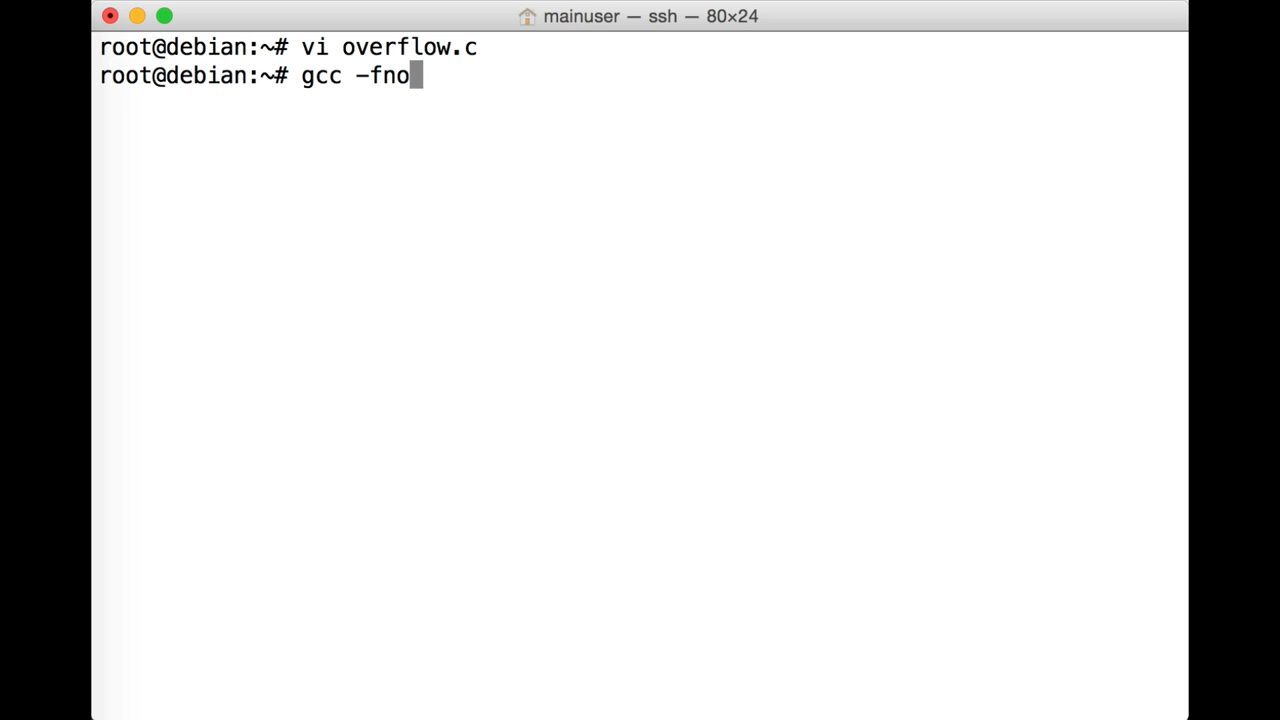 mainuser — ssh — 80×24
root@debian:~# vi overflow.c
root@debian:~# gcc -fno